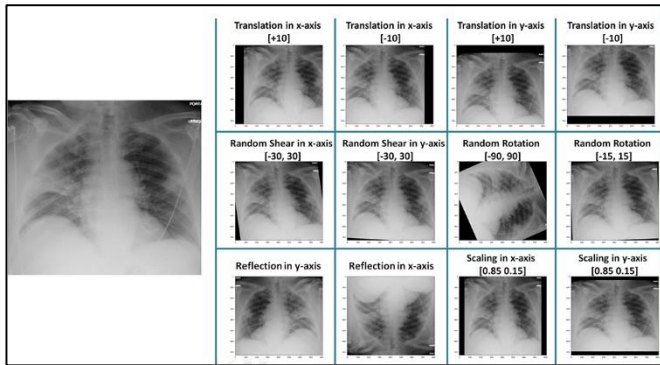 Translation in x-axis
[+10]
Translation in x-axis
[-10]
Translation in y-axis
[+10]
Translation in y-axis
[-10]
Random Shear in x-axis
[-30, 30]
Random Shear in y-axis
[-30, 30]
Random Rotation
[-90, 90]
Random Rotation
[-15, 15]
Reflection in y-axis
Reflection in x-axis
Scaling in x-axis
[0.85 0.15]
Scaling in y-axis
[0.85 0.15]